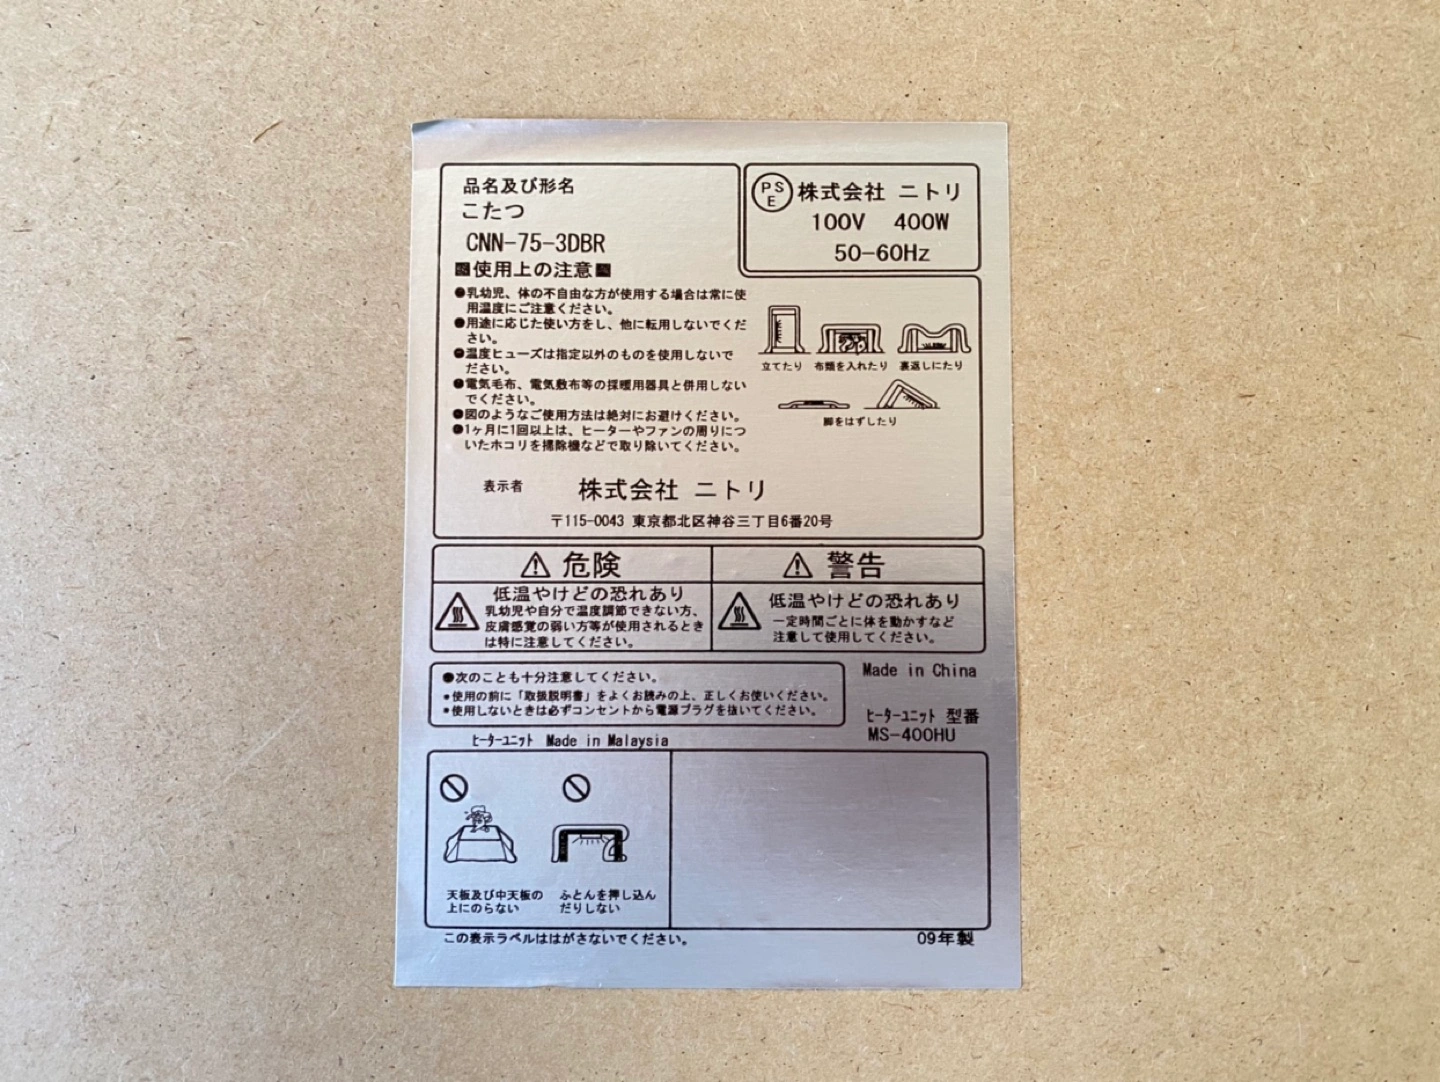 品名及び形名
こたつ
CNN-75-3DBR
PSE 株式会社 ニトリ
100V 400W
50-60Hz
使用上の注意
●乳幼児、体の不自由な方が使用する場合は常に使
用温度にご注意ください。
●用途に応じた使い方をし、他に転用しないでくだ
さい。
●温度ヒューズは指定以外のものを使用しないで
ださい。
●電気毛布、電気敷布等の採暖用器具と併用しない
でください。
●図のようなご使用方法は絶対にお避けください。
●1ヶ月に1回以上は、ヒーターやファンの周りにつ
いたホコリを掃除機などで取り除いてください。
立てたり 布類を入れたり 裏返しにたり
脚をはずしたり
表示者 株式会社 ニトリ
〒115-0043 東京都北区神谷三丁目6番20号
危険
低温やけどの恐れあり
乳幼児や自分で温度調節できない方、
皮膚感覚の弱い方等が使用されるとき
は特に注意してください。
警告
低温やけどの恐れあり
一定時間ごとに体を動かすなど
注意して使用してください。
●次のことも十分注意してください。
*使用の前に「取扱説明書」をよくお読みの上、正しくお使いください。
*使用しないときは必ずコンセントから電源プラグを抜いてください。
Made in China
ヒーターユニット 型番
MS-400HU
ヒーターユニット Made in Malaysia
天板及び中天板の
上にのらない
ふとんを押し込ん
だりしない
この表示ラベルははがさないでください。
09年製